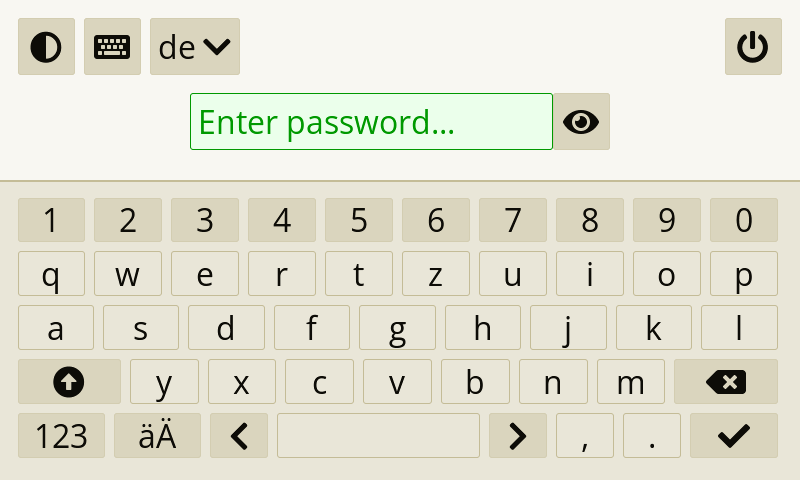 de
Enter password...
1 2 3 4 5 6 7 8 9 0
q w e r t z u i o p
a s d f g h j k l
y x c v b n m
123 äÄ , .